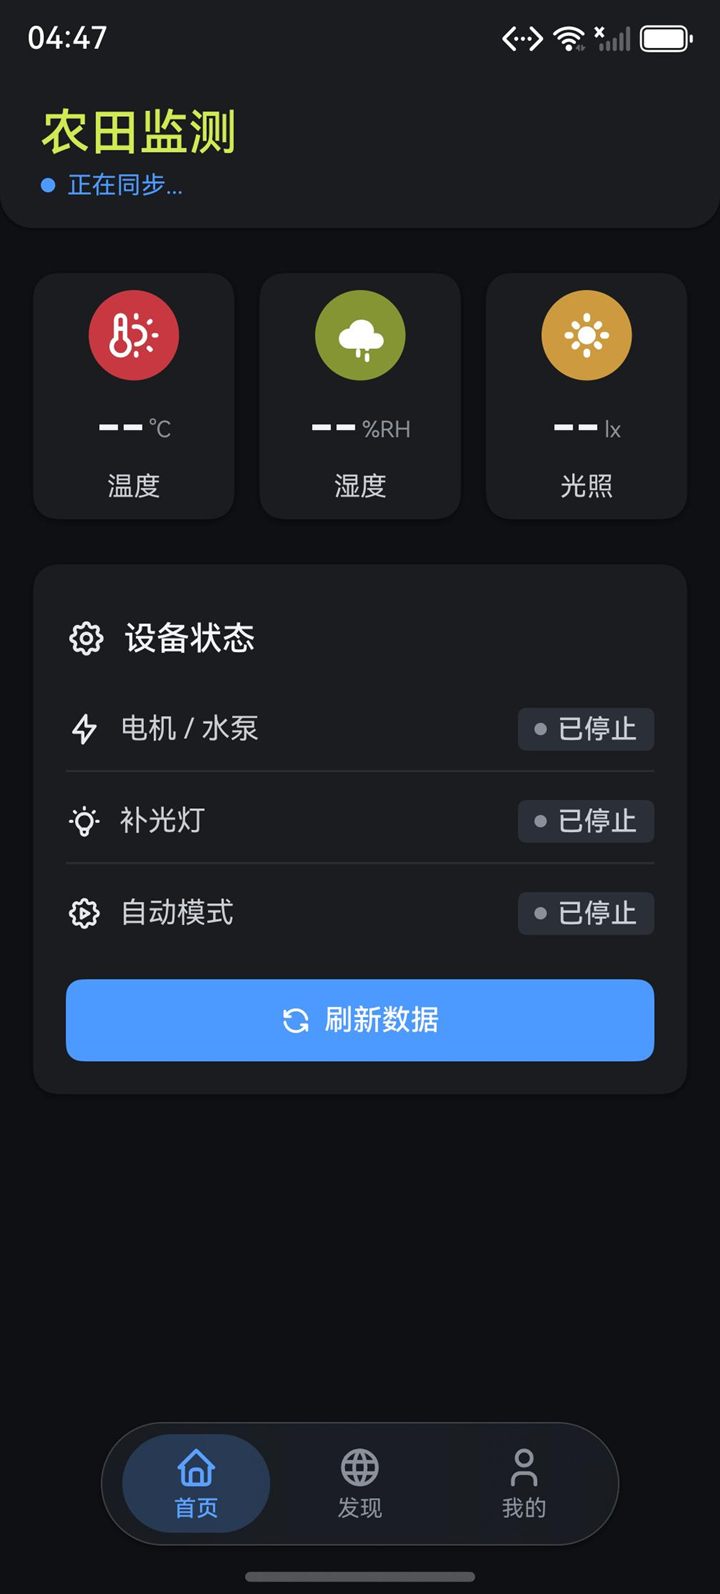 04:47
农田监测
正在同步...
-- °C
-- %RH
-- lx
温度
湿度
光照
设备状态
电机 / 水泵
已停止
补光灯
已停止
自动模式
已停止
刷新数据
首页
发现
我的